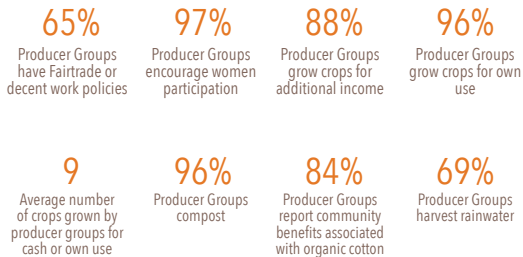 65%
Producer Groups
have Fairtrade or
decent work policies
97%
Producer Groups
encourage women
participation
88%
Producer Groups
grow crops for
additional income
96%
Producer Groups
grow crops for own
use
9
Average number
of crops grown by
producer groups for
cash or own use
96%
Producer Groups
compost
84%
Producer Groups
report community
benefits associated
with organic cotton
69%
Producer Groups
harvest rainwater